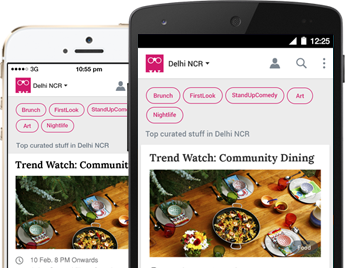 3G
10:55 pm
Delhi NCR
Brunch
FirstLook
StandUpComedy
Art
Nightlife
Top curated stuff in Delhi NCR
Trend Watch: Communit
10 Feb. 8 PM Onwards
12:25
Delhi NCR
Brunch
FirstLook
StandUpComedy
Art
Nightlife
Top curated stuff in Delhi NCR
Trend Watch: Community Dining
Food